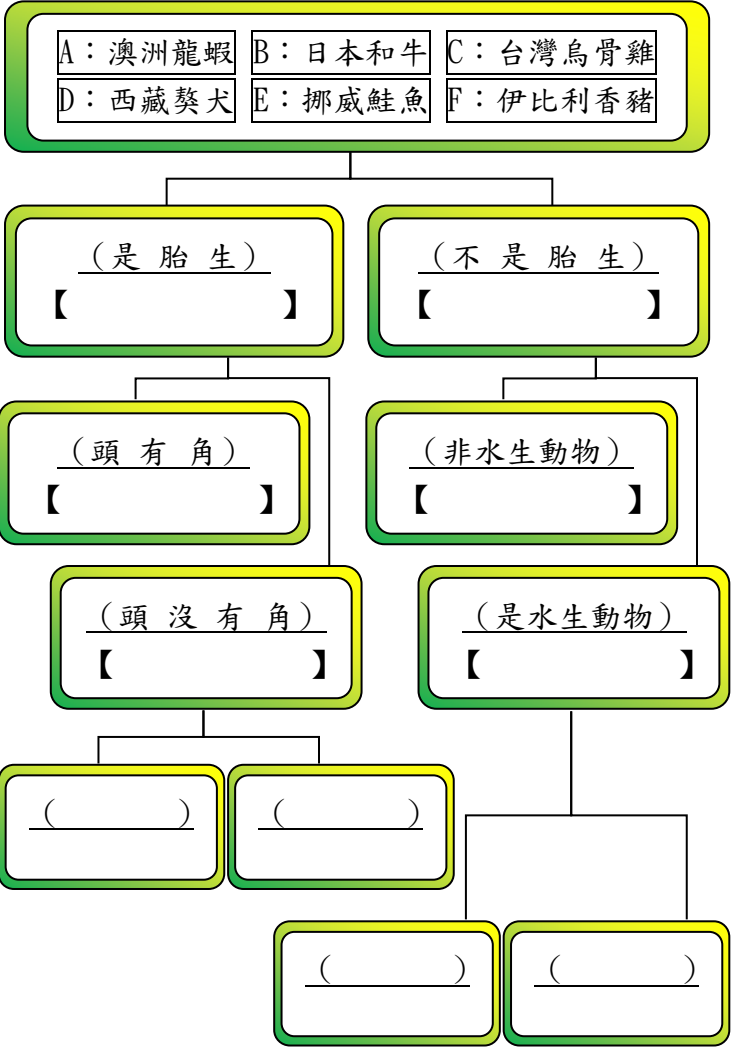 A：澳洲龍蝦 B：日本和牛 C：台灣烏骨雞
D：西藏獒犬 E：挪威鮭魚 F：伊比利香豬
（是 胎 生） （不 是 胎 生）
【 】 【 】
（頭 有 角） （非水生動物）
【 】 【 】
（頭 沒 有 角） （是水生動物）
【 】 【 】
（ ） （ ）
（ ） （ ）